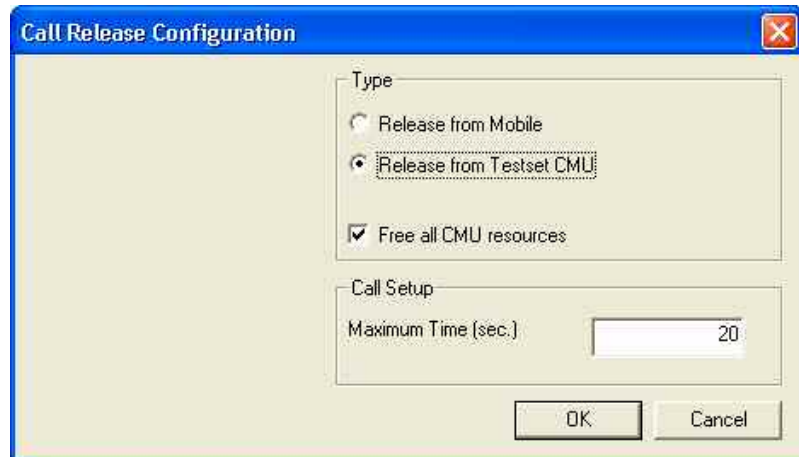 Call Release Configuration
Type
Release from Mobile
Release from Testset CMU
Free all CMU resources
Call Setup
Maximum Time (sec.) 20
OK Cancel